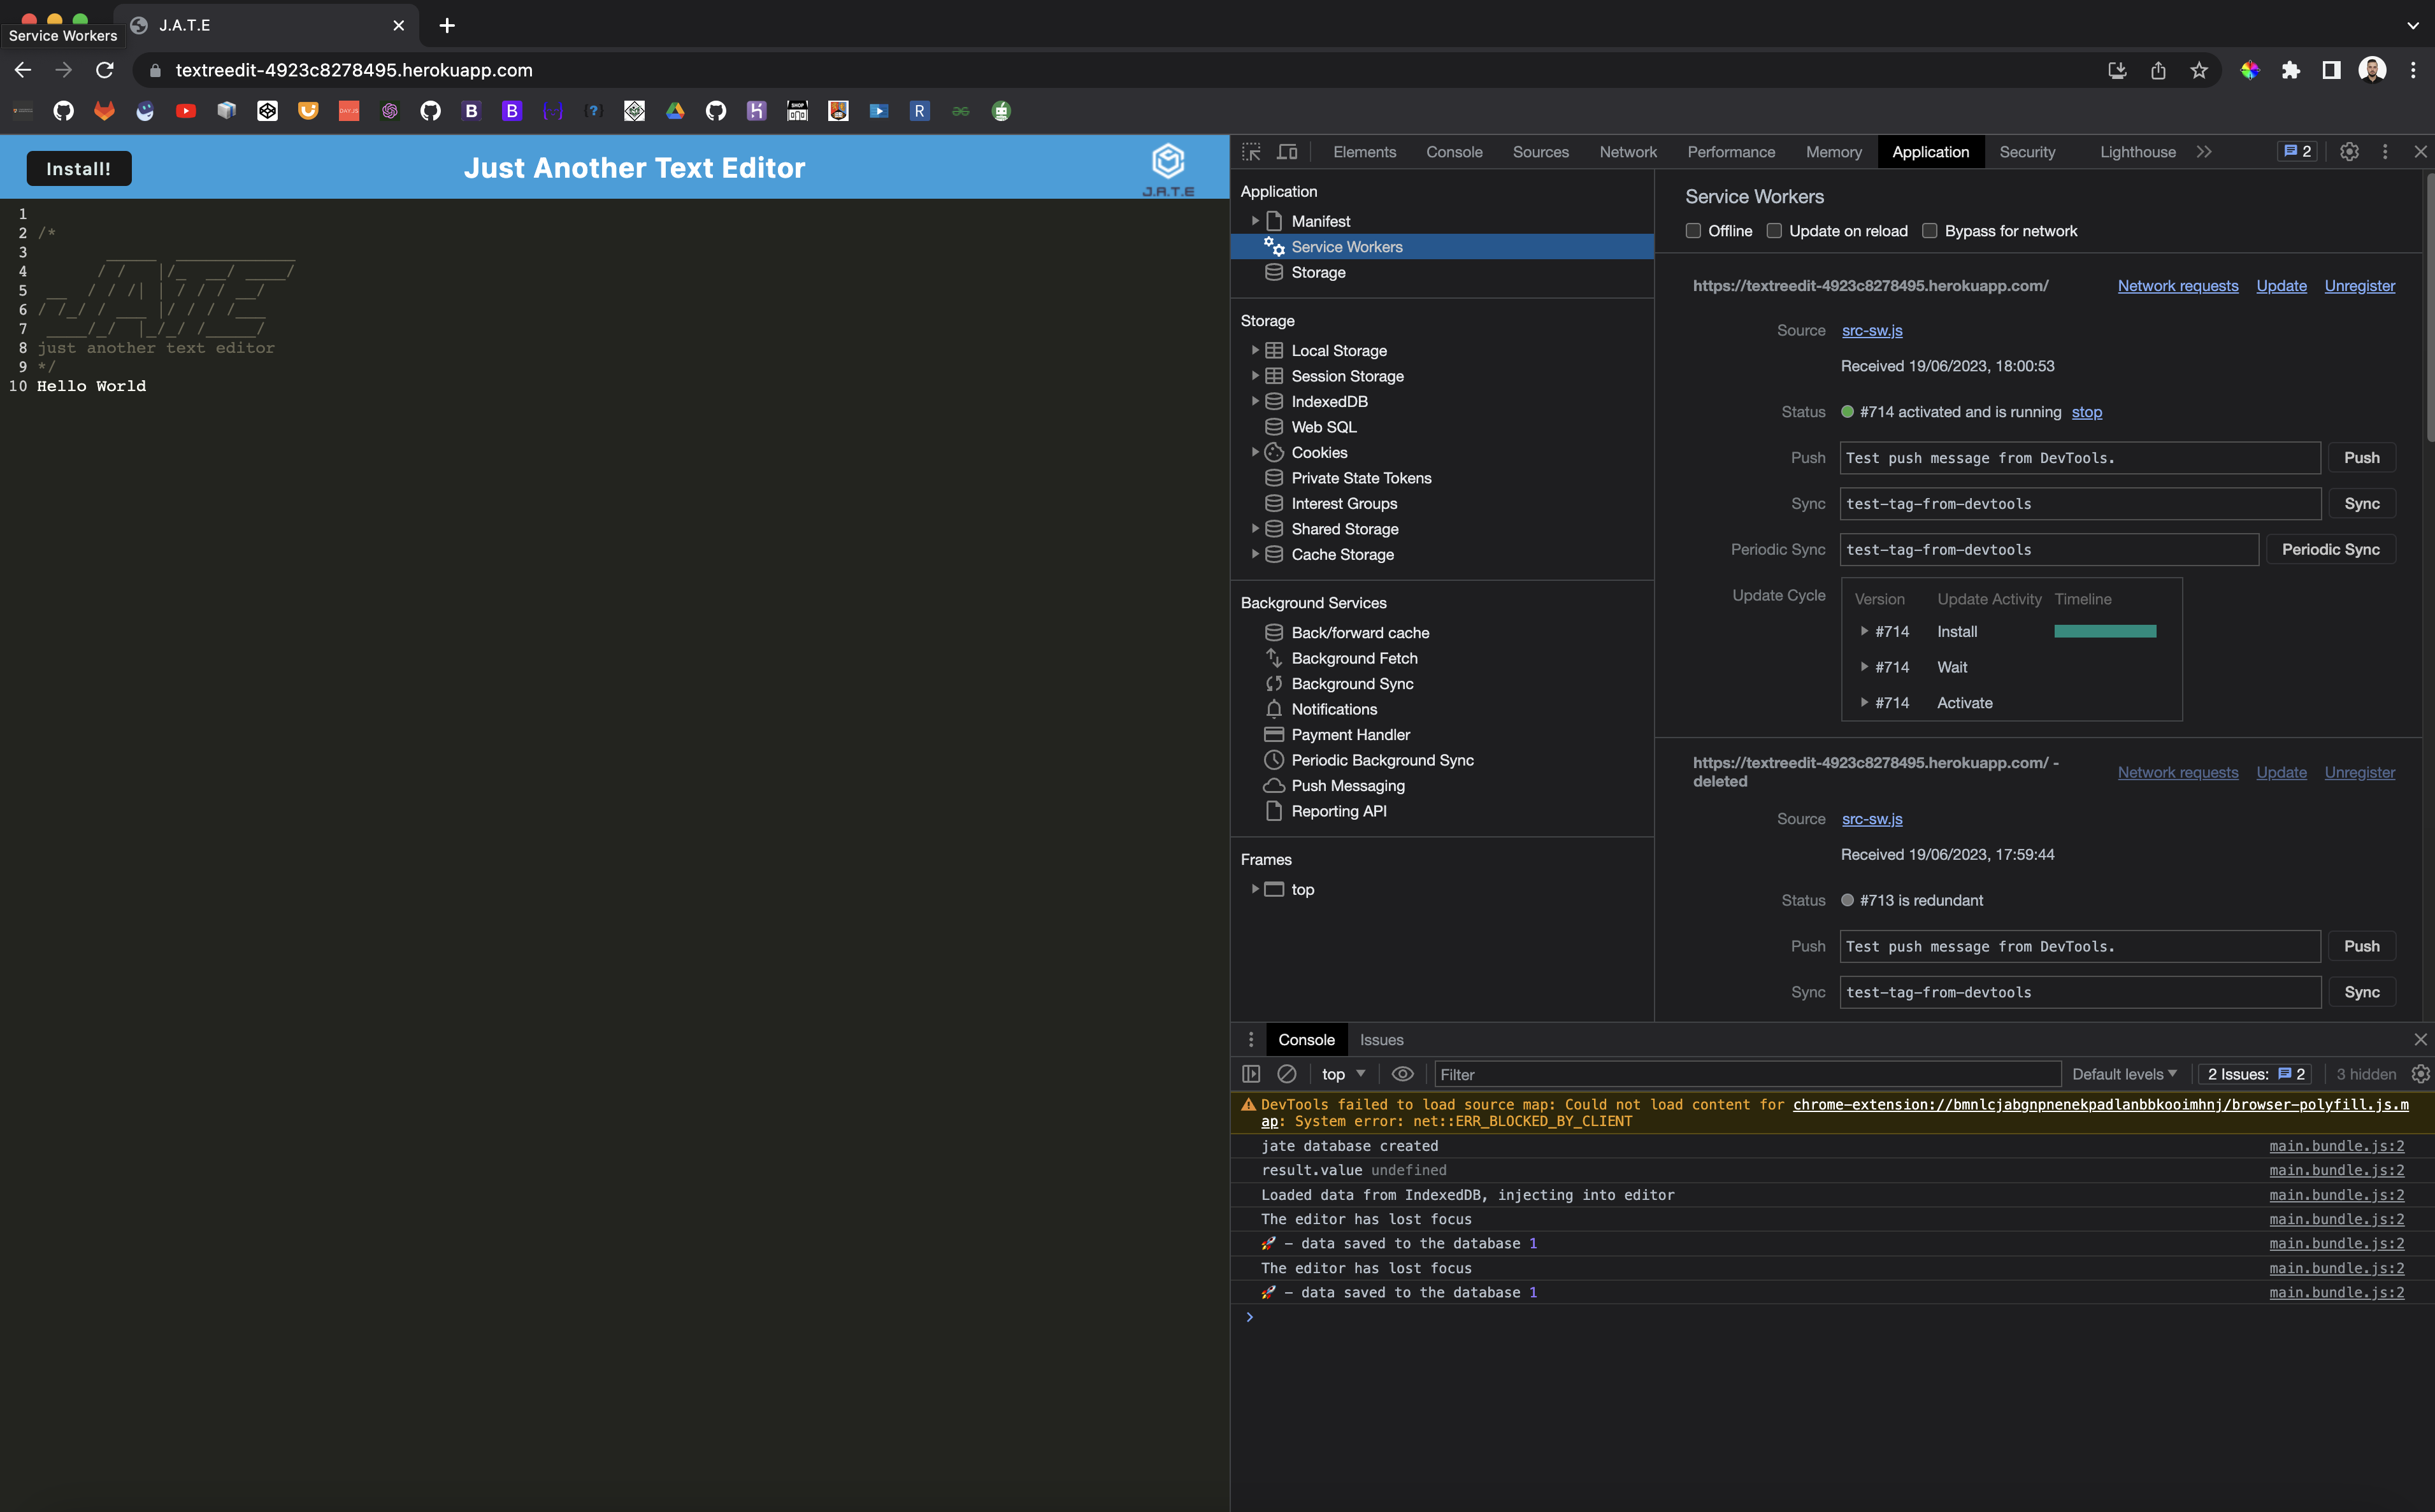 J.A.T.E
Service Workers
textreedit-4923c8278495.herokuapp.com
Install!
Just Another Text Editor
J.A.T.E
1
2 /*
3
4
5
6
7
8 just another text editor
9 */
10 Hello World
Elements Console Sources Network Performance Memory Application Security Lighthouse 2
Application
Manifest
Service Workers
Storage
Storage
Local Storage
Session Storage
IndexedDB
Web SQL
Cookies
Private State Tokens
Interest Groups
Shared Storage
Cache Storage
Background Services
Back/forward cache
Background Fetch
Background Sync
Notifications
Payment Handler
Periodic Background Sync
Push Messaging
Reporting API
Frames
top
Service Workers
Offline Update on reload Bypass for network
https://textreedit-4923c8278495.herokuapp.com/ Network requests Update Unregister
Source src-sw.js
Received 19/06/2023, 18:00:53
Status #714 activated and is running stop
Push Test push message from DevTools. Push
Sync test-tag-from-devtools Sync
Periodic Sync test-tag-from-devtools Periodic Sync
Update Cycle Version Update Activity Timeline
#714 Install
#714 Wait
#714 Activate
https://textreedit-4923c8278495.herokuapp.com/ - Network requests Update Unregister
deleted
Source src-sw.js
Received 19/06/2023, 17:59:44
Status #713 is redundant
Push Test push message from DevTools. Push
Sync test-tag-from-devtools Sync
Console Issues
top Filter Default levels 2 Issues: 2 3 hidden
DevTools failed to load source map: Could not load content for chrome-extension://bmnlcjabgnpnenekpadlanbbkooimhnj/browser-polyfill.js.m
ap: System error: net::ERR_BLOCKED_BY_CLIENT
jate database created main.bundle.js:2
result.value undefined main.bundle.js:2
Loaded data from IndexedDB, injecting into editor main.bundle.js:2
The editor has lost focus main.bundle.js:2
🚀 - data saved to the database 1 main.bundle.js:2
The editor has lost focus main.bundle.js:2
🚀 - data saved to the database 1 main.bundle.js:2